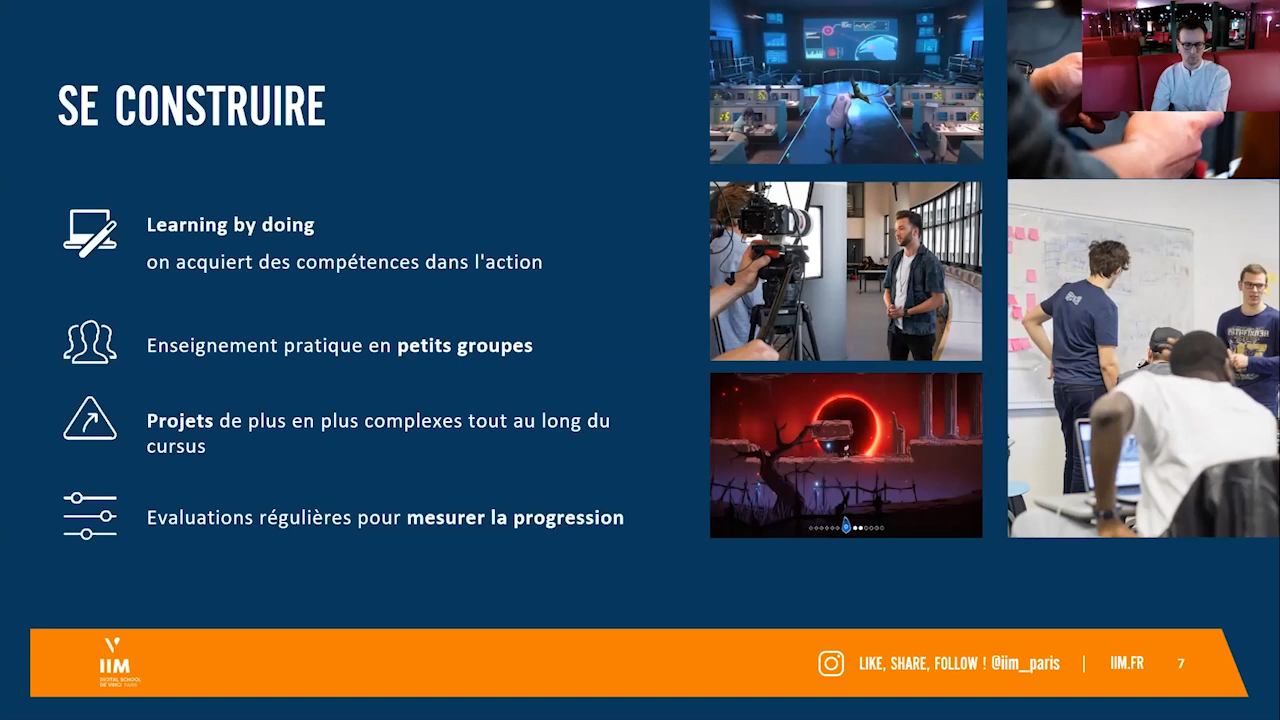 SE CONSTRUIRE
Learning by doing
on acquiert des compétences dans l'action
Enseignement pratique en petits groupes
Projets de plus en plus complexes tout au long du
cursus
Evaluations régulières pour mesurer la progression
IIM
DIGITAL SCHOOL
DE VINCI PARIS
LIKE, SHARE, FOLLOW ! @iim_paris | IIM.FR 7